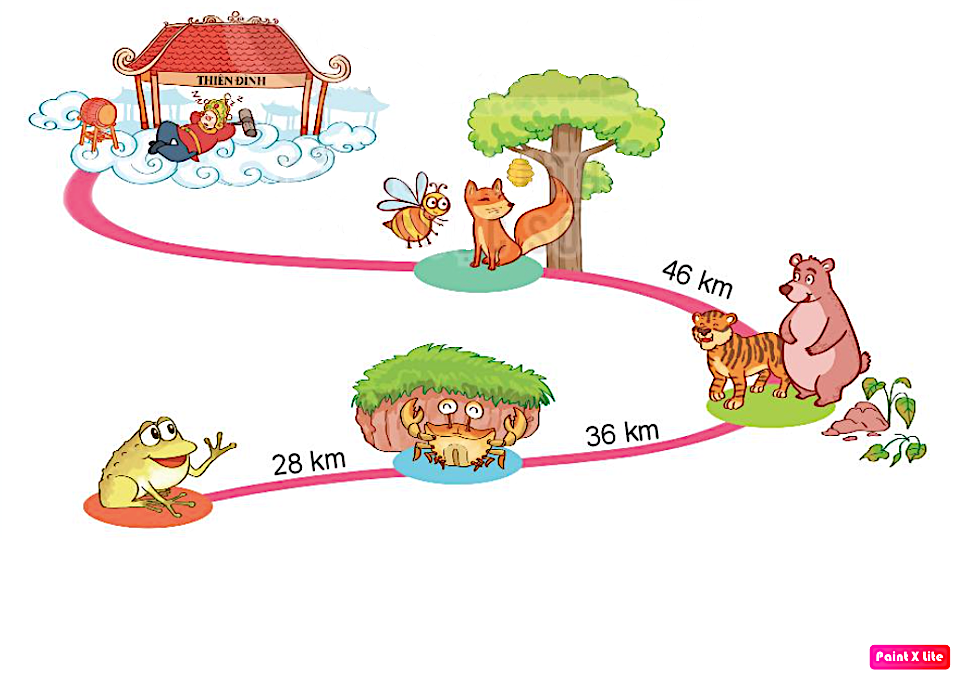 THIÊN ĐÌNH
46 km
36 km
28 km
Paint X Lite